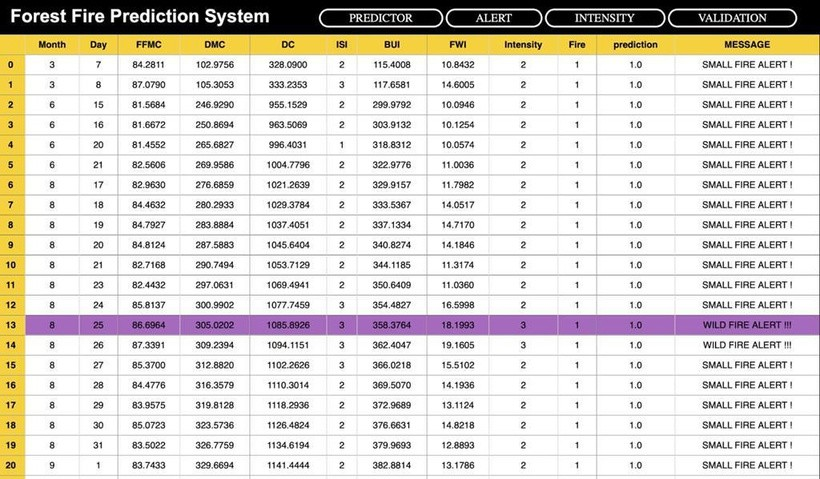 Forest Fire Prediction System PREDICTOR ALERT INTENSITY VALIDATION
Month Day FFMC DMC DC ISI BUI FWI Intensity Fire prediction MESSAGE
0 3 7 84.2811 102.9756 328.0900 2 115.4008 10.8432 2 1 1.0 SMALL FIRE ALERT !
1 3 8 87.0790 105.3053 333.2353 3 117.6581 14.6005 2 1 1.0 SMALL FIRE ALERT !
2 6 15 81.5684 246.9290 955.1529 2 299.9792 10.0946 2 1 1.0 SMALL FIRE ALERT !
3 6 16 81.6672 250.8694 963.5069 2 303.9132 10.1254 2 1 1.0 SMALL FIRE ALERT !
4 6 20 81.4552 265.6827 996.4031 1 318.8312 10.0574 2 1 1.0 SMALL FIRE ALERT !
5 6 21 82.5606 269.9586 1004.7796 2 322.9776 11.0036 2 1 1.0 SMALL FIRE ALERT !
6 8 17 82.9630 276.6859 1021.2639 2 329.9157 11.7982 2 1 1.0 SMALL FIRE ALERT !
7 8 18 84.4632 280.2933 1029.3784 2 333.5367 14.0517 2 1 1.0 SMALL FIRE ALERT !
8 8 19 84.7927 283.8884 1037.4051 2 337.1334 14.7170 2 1 1.0 SMALL FIRE ALERT !
9 8 20 84.8124 287.5883 1045.6404 2 340.8274 14.1846 2 1 1.0 SMALL FIRE ALERT !
10 8 21 82.7168 290.7494 1053.7129 2 344.1185 11.3174 2 1 1.0 SMALL FIRE ALERT !
11 8 23 82.4432 297.0631 1069.4941 2 350.6409 11.0360 2 1 1.0 SMALL FIRE ALERT !
12 8 24 85.8137 300.9902 1077.7459 3 354.4827 16.5998 2 1 1.0 SMALL FIRE ALERT !
13 8 25 86.6964 305.0202 1085.8926 3 358.3764 18.1993 3 1 1.0 WILD FIRE ALERT !!!
14 8 26 87.3391 309.2394 1094.1151 3 362.4047 19.1605 3 1 1.0 WILD FIRE ALERT !!!
15 8 27 85.3700 312.8820 1102.2626 3 366.0218 15.5102 2 1 1.0 SMALL FIRE ALERT !
16 8 28 84.4776 316.3579 1110.3014 2 369.5070 14.1936 2 1 1.0 SMALL FIRE ALERT !
17 8 29 83.9575 319.8128 1118.2936 2 372.9689 13.1124 2 1 1.0 SMALL FIRE ALERT !
18 8 30 85.0723 323.5736 1126.4824 2 376.6631 14.8218 2 1 1.0 SMALL FIRE ALERT !
19 8 31 83.5022 326.7759 1134.6194 2 379.9693 12.8893 2 1 1.0 SMALL FIRE ALERT !
20 9 1 83.7433 329.6694 1141.4444 2 382.8814 13.1786 2 1 1.0 SMALL FIRE ALERT !